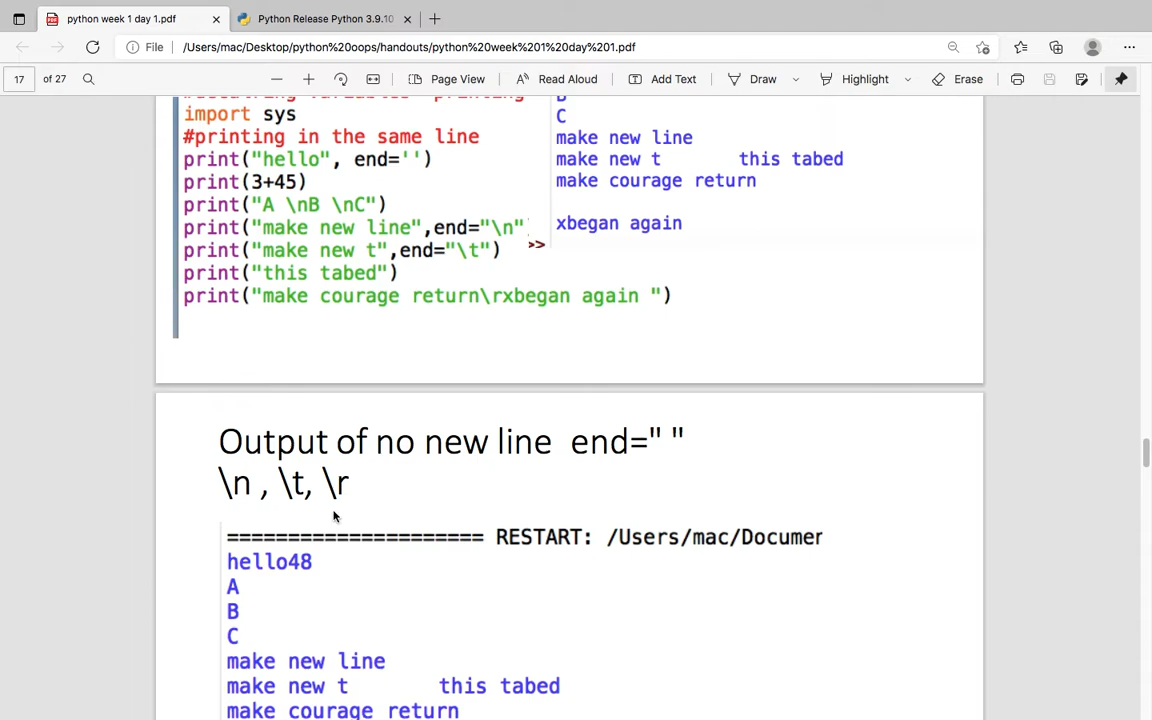 python week 1 day 1.pdf
Python Release Python 3.9.10
File /Users/mac/Desktop/python%20oops/handouts/python%20week%201%20day%201.pdf
17 of 27
Page View
Read Aloud
Add Text
Draw
Highlight
Erase
import sys
#printing in the same line
print("hello", end='')
print(3+45)
print("A \nB \nC")
print("make new line",end="\n"
print("make new t",end="\t")
print("this tabed")
print("make courage return\rxbegan again ")
C
make new line
make new t this tabed
make courage return
xbegan again
>>
Output of no new line end=" "
\n , \t, \r
===================== RESTART: /Users/mac/Documer
hello48
A
B
C
make new line
make new t this tabed
make courage return